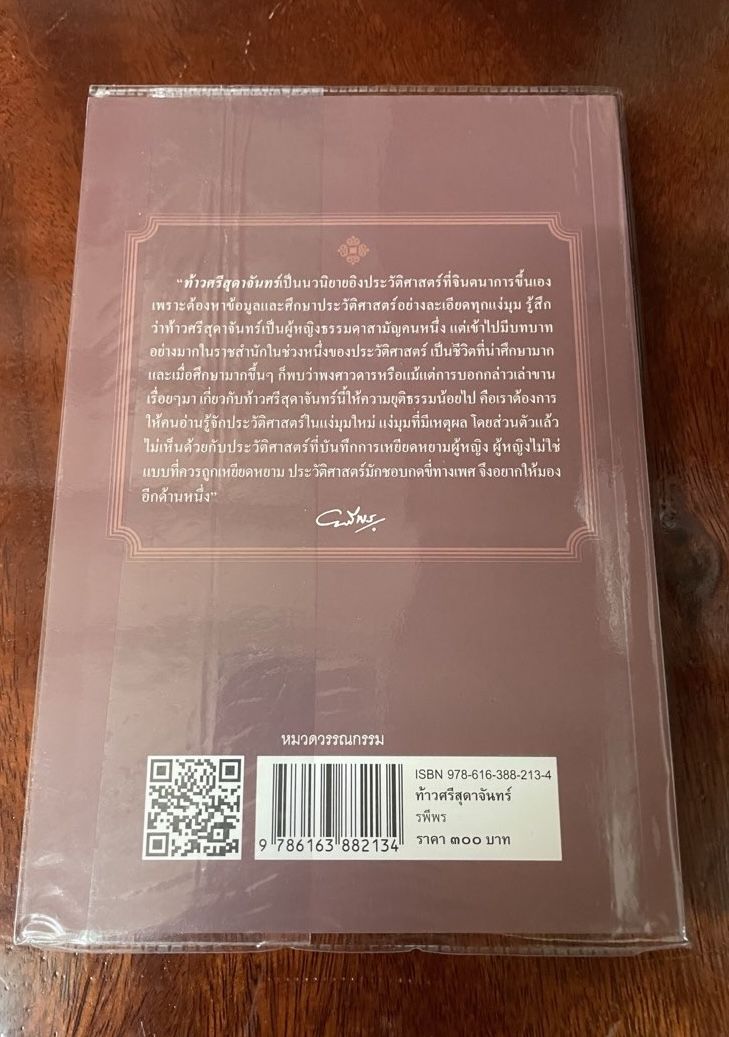 “ท้าวศรีสุดาจันทร์เป็นนวนิยายอิงประวัติศาสตร์ที่จินตนาการขึ้นเอง
เพราะต้องหาข้อมูลและศึกษาประวัติศาสตร์อย่างละเอียดทุกแง่มุม รู้สึก
ว่าท้าวศรีสุดาจันทร์เป็นผู้หญิงธรรมดาสามัญคนหนึ่ง แต่เข้าไปมีบทบาท
อย่างมากในราชสำนักในช่วงหนึ่งของประวัติศาสตร์ เป็นชีวิตที่น่าศึกษามาก
และเมื่อศึกษามากขึ้นๆ ก็พบว่าพงศาวดารหรือแม้แต่การบอกกล่าวเล่าขาน
เรื่อยๆมา เกี่ยวกับท้าวศรีสุดาจันทร์นี้ให้ความยุติธรรมน้อยไป คือเราต้องการ
ให้คนอ่านรู้จักประวัติศาสตร์ในแง่มุมใหม่ แง่มุมที่มีเหตุผล โดยส่วนตัวแล้ว
ไม่เห็นด้วยกับประวัติศาสตร์ที่บันทึกการเหยียดหยามผู้หญิง ผู้หญิงไม่ใช่
แบบที่ควรถูกเหยียดหยาม ประวัติศาสตร์มักชอบกดขี่ทางเพศ จึงอยากให้มอง
อีกด้านหนึ่ง”
รพีพร
หมวดวรรณกรรม
ISBN 978-616-388-213-4
ท้าวศรีสุดาจันทร์
รพีพร
ราคา ๓๐๐ บาท
9 786163 882134